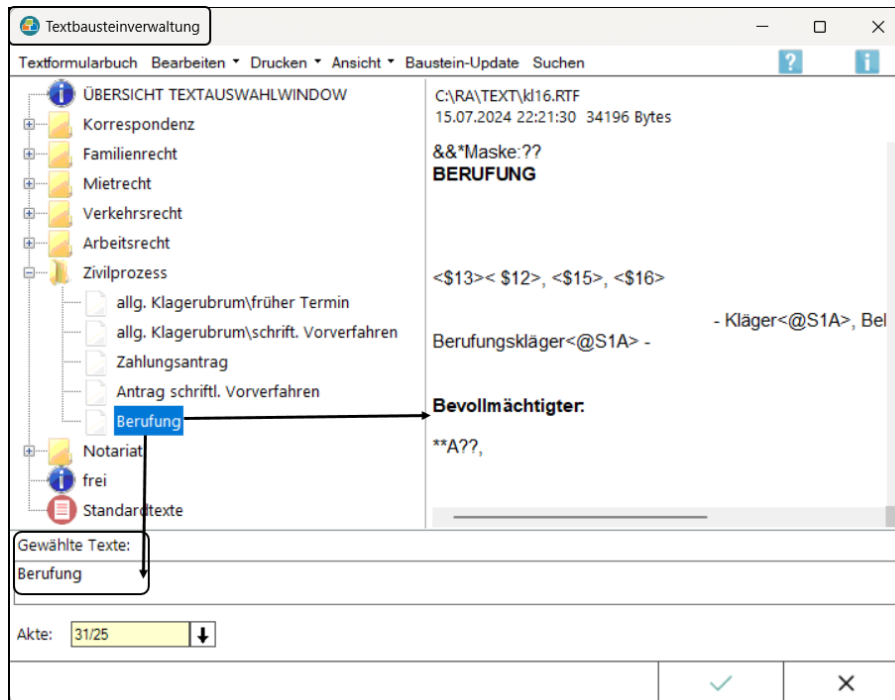 Textbausteinverwaltung
Textformularbuch Bearbeiten Drucken Ansicht Baustein-Update Suchen
ÜBERSICHT TEXTAUSWAHLWINDOW
Korrespondenz
Familienrecht
Mietrecht
Verkehrsrecht
Arbeitsrecht
Zivilprozess
allg. Klagerubrum\früher Termin
allg. Klagerubrum\schrift. Vorverfahren
Zahlungsantrag
Antrag schriftl. Vorverfahren
Berufung
Notariat
frei
Standardtexte
C:\RA\TEXT\kl16.RTF
15.07.2024 22:21:30 34196 Bytes
&&*Maske:??
BERUFUNG
<$13>< $12>, <$15>, <$16>
- Kläger<@S1A>, Bel
Berufungskläger<@S1A> -
Bevollmächtigter:
**A??,
Gewählte Texte:
Berufung
Akte: 31/25